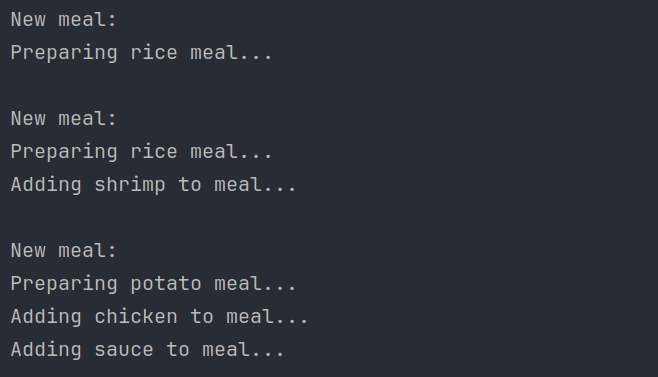 New meal:
Preparing rice meal...
New meal:
Preparing rice meal...
Adding shrimp to meal...
New meal:
Preparing potato meal...
Adding chicken to meal...
Adding sauce to meal...